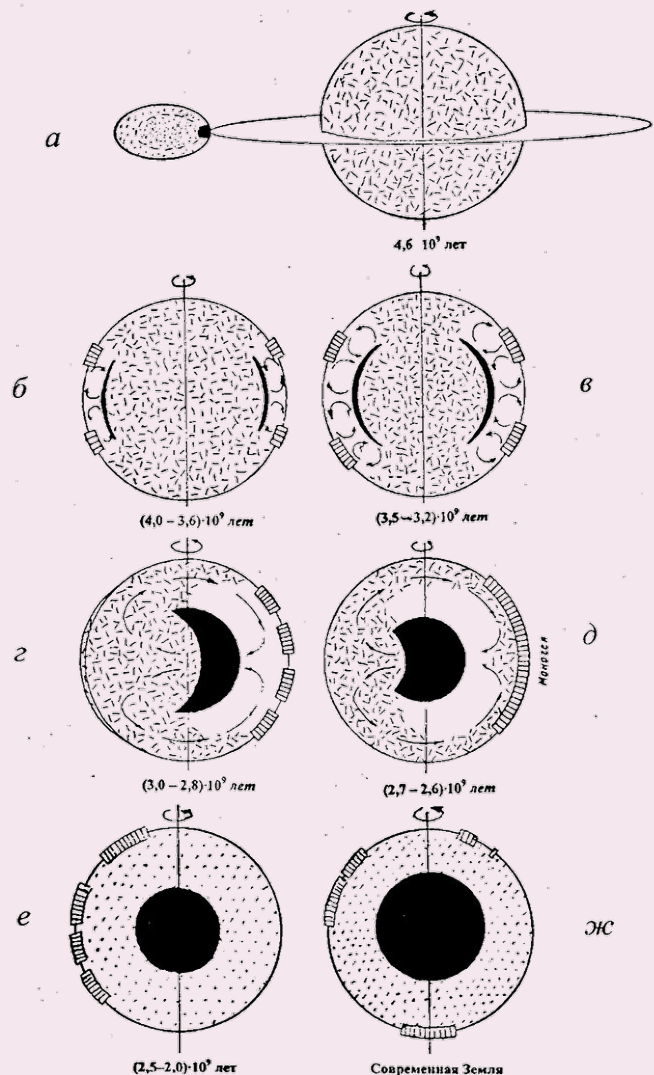 а
4,6 10⁹ лет
б
в
(4,0 – 3,6)·10⁹ лет
(3,5 – 3,2)·10⁹ лет
г
д
Моногея
(3,0 – 2,8)·10⁹ лет
(2,7 – 2,6)·10⁹ лет
е
ж
(2,5–2,0)·10⁹ лет
Современная Земля